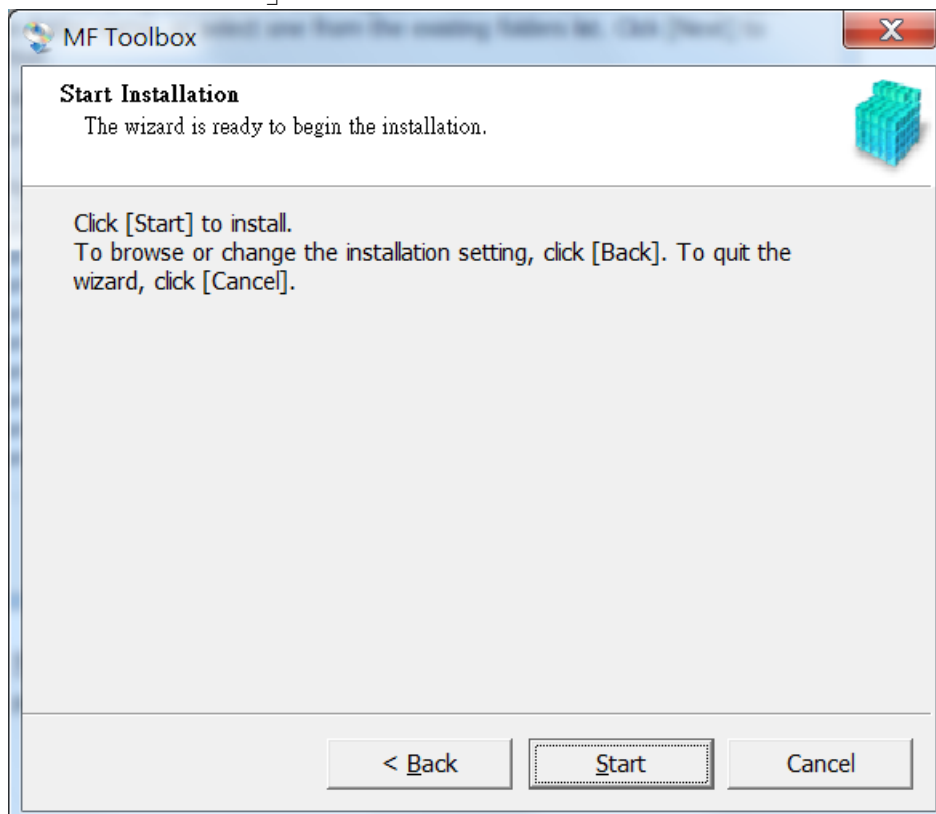 MF Toolbox
Start Installation
The wizard is ready to begin the installation.
Click [Start] to install.
To browse or change the installation setting, click [Back]. To quit the
wizard, click [Cancel].
< Back
Start
Cancel